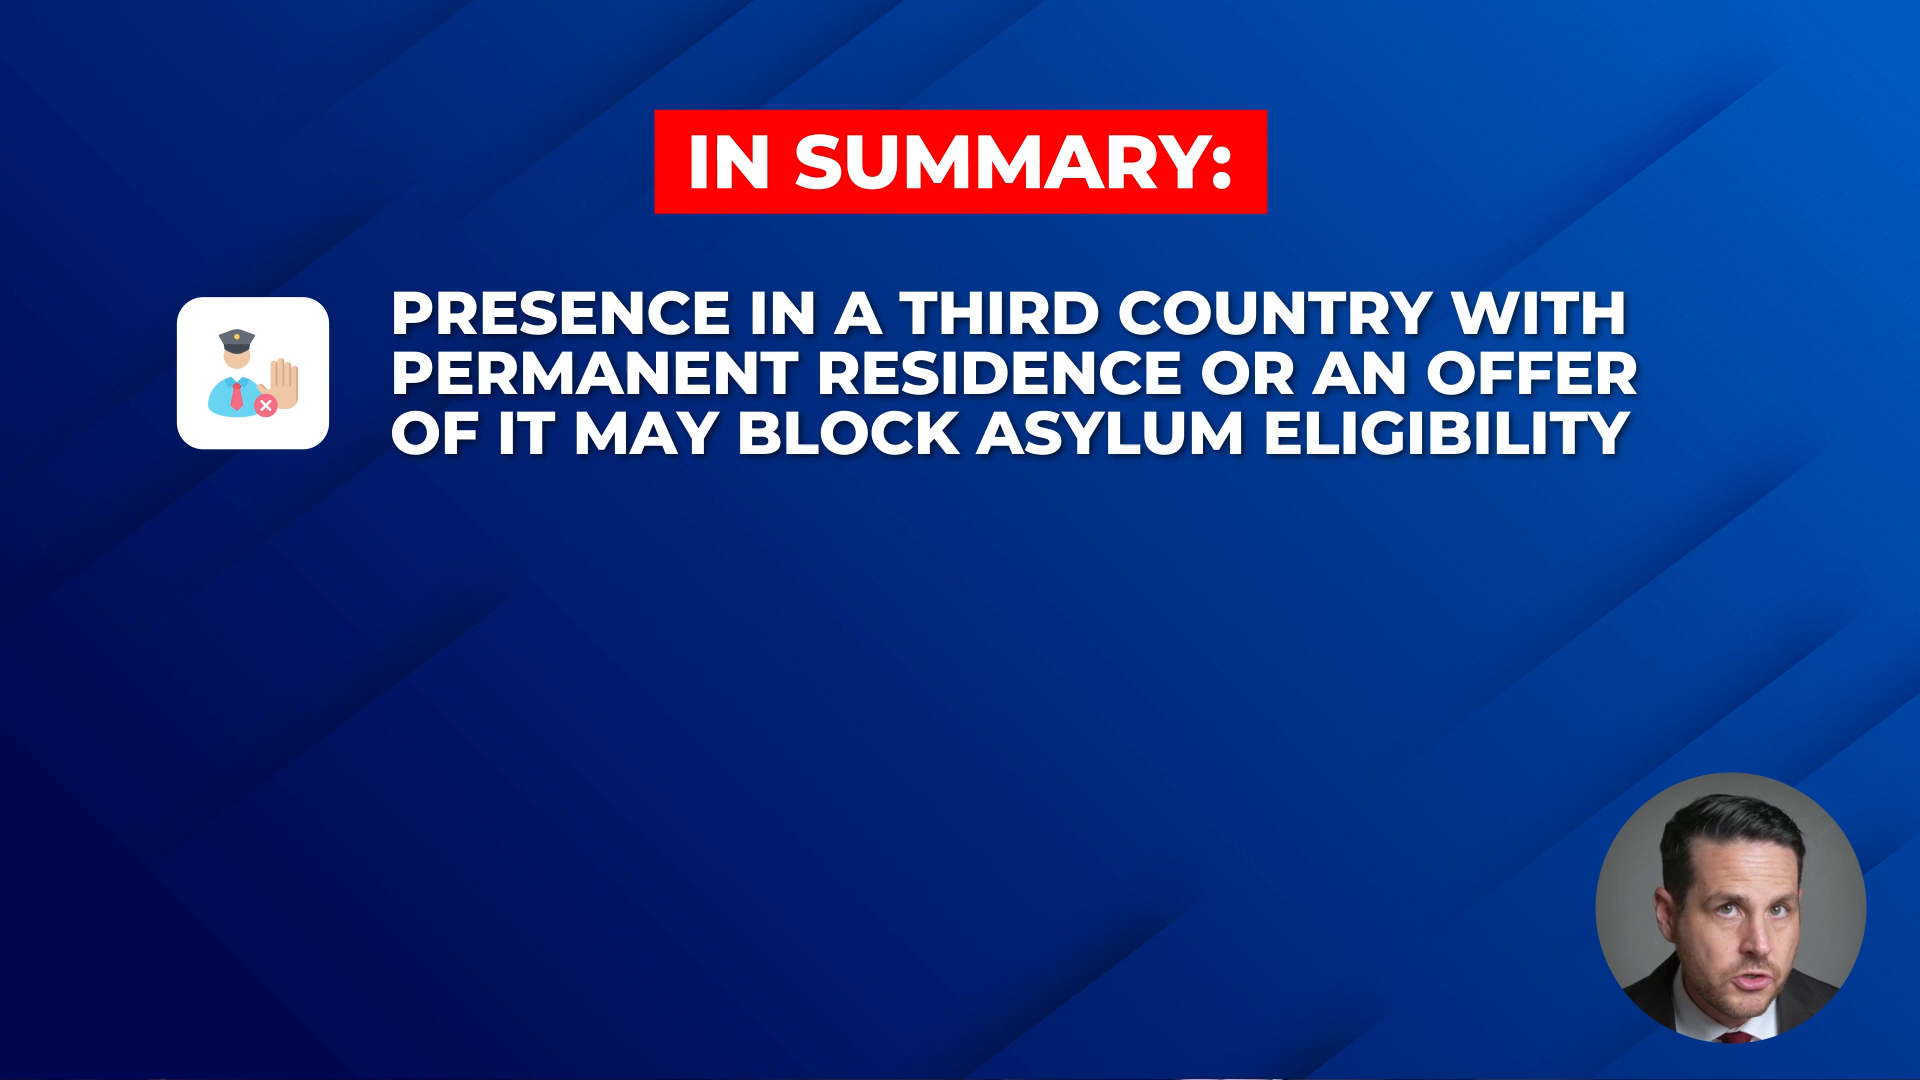 IN SUMMARY:
PRESENCE IN A THIRD COUNTRY WITH
PERMANENT RESIDENCE OR AN OFFER
OF IT MAY BLOCK ASYLUM ELIGIBILITY